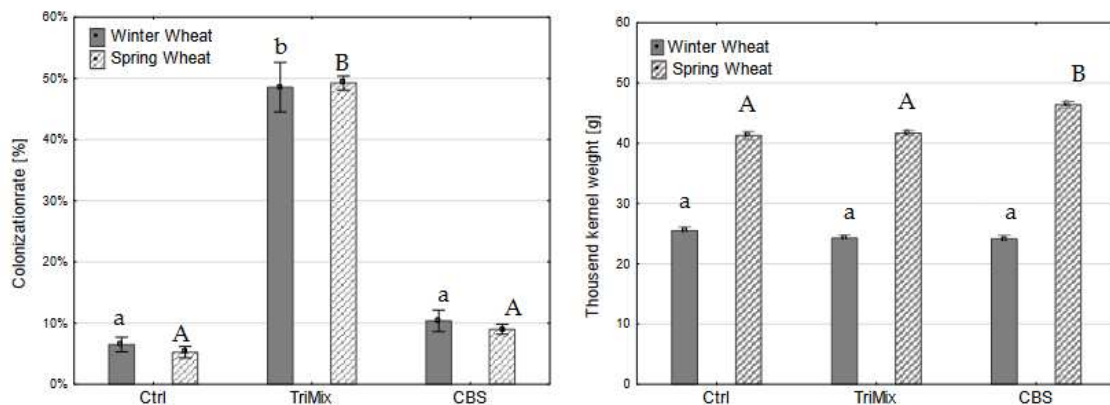 60%
50%
40%
30%
20%
10%
0%
Colonizationrate [%]
Winter Wheat
Spring Wheat
a
A
b
B
a
A
Ctrl
TriMix
CBS
60
50
40
30
20
10
0
Thousend kernel weight [g]
Winter Wheat
Spring Wheat
a
A
a
A
a
B
Ctrl
TriMix
CBS